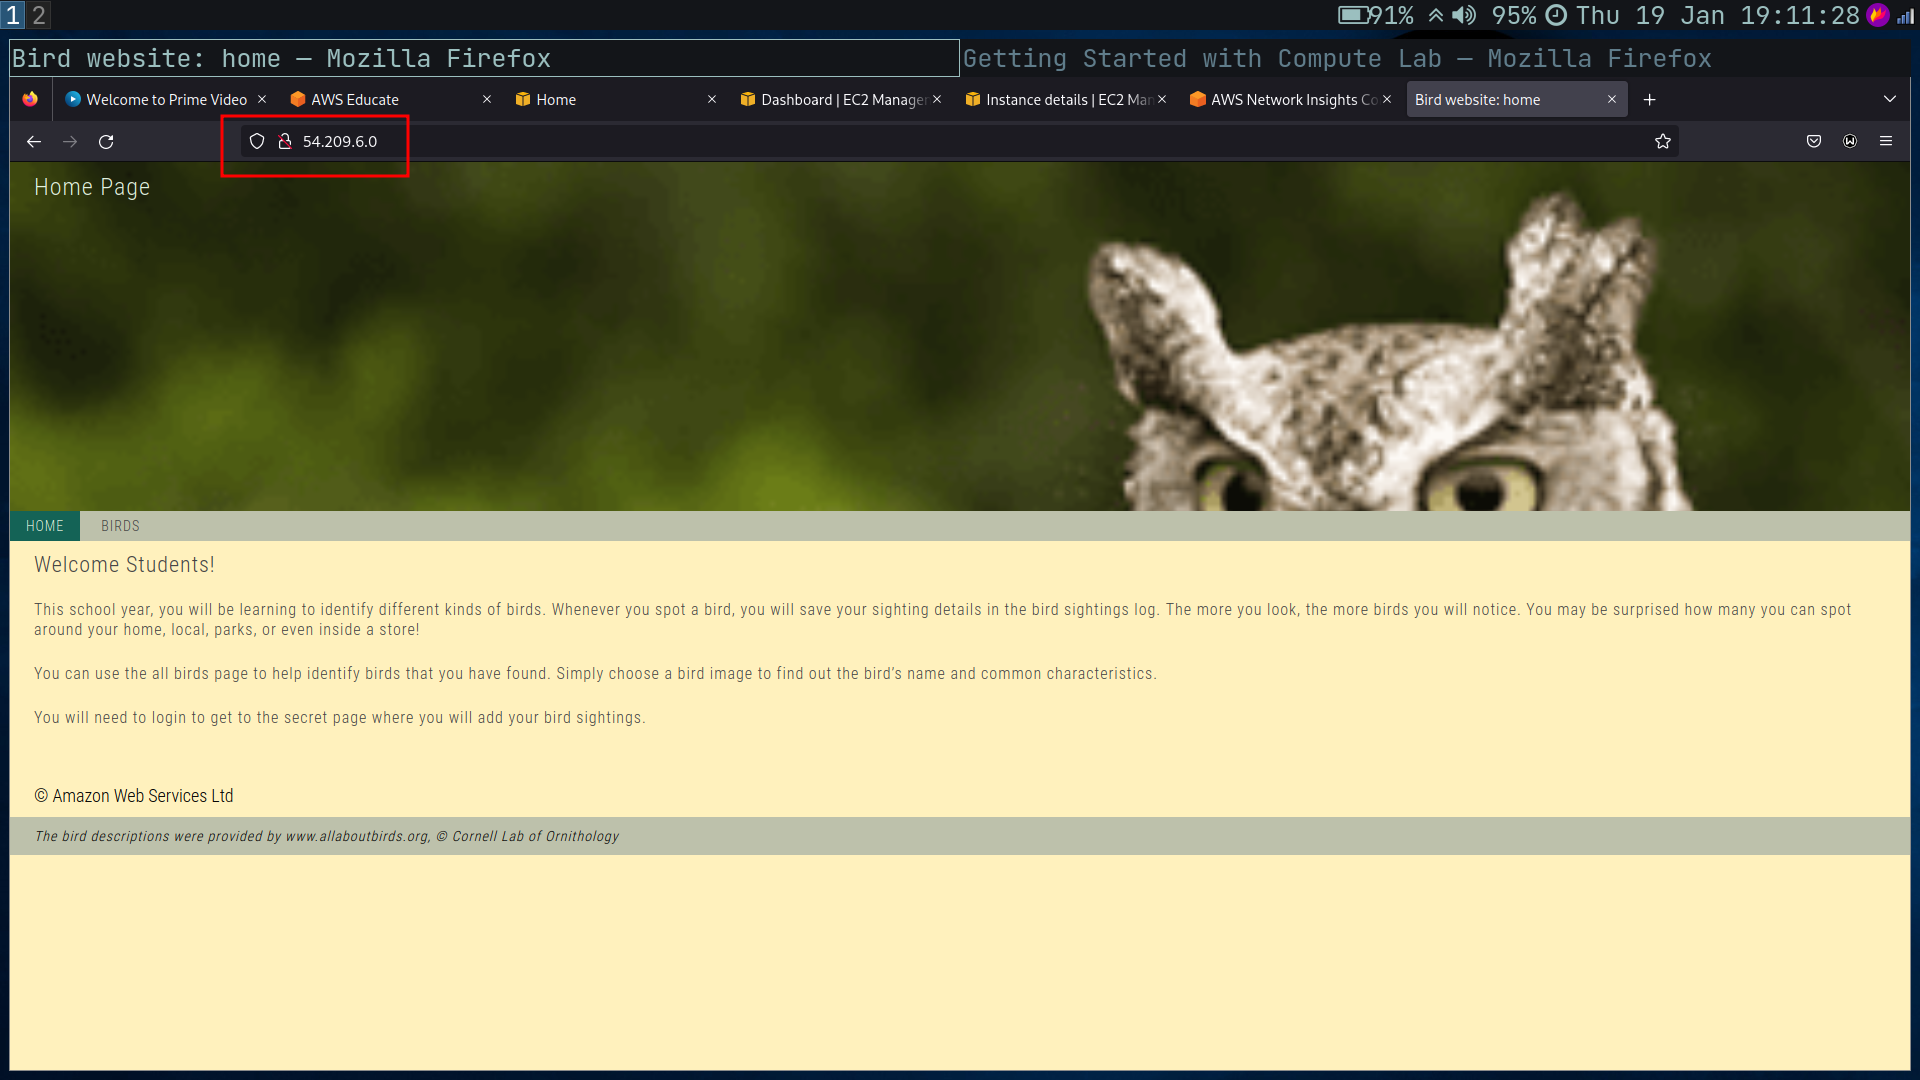 1 2 91% 95% Thu 19 Jan 19:11:28
Bird website: home — Mozilla Firefox Getting Started with Compute Lab — Mozilla Firefox
Welcome to Prime Video AWS Educate Home Dashboard | EC2 Manager Instance details | EC2 Man AWS Network Insights Co Bird website: home
54.209.6.0
Home Page
HOME BIRDS
Welcome Students!
This school year, you will be learning to identify different kinds of birds. Whenever you spot a bird, you will save your sighting details in the bird sightings log. The more you look, the more birds you will notice. You may be surprised how many you can spot
around your home, local, parks, or even inside a store!
You can use the all birds page to help identify birds that you have found. Simply choose a bird image to find out the bird’s name and common characteristics.
You will need to login to get to the secret page where you will add your bird sightings.
© Amazon Web Services Ltd
The bird descriptions were provided by www.allaboutbirds.org, © Cornell Lab of Ornithology